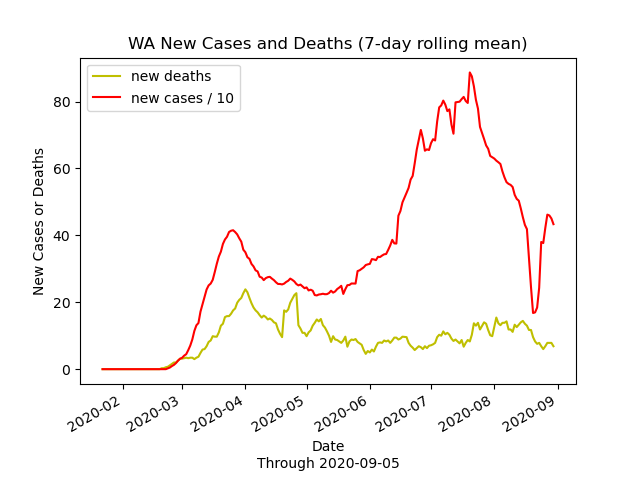 WA New Cases and Deaths (7-day rolling mean)
new deaths
new cases / 10
New Cases or Deaths
80
60
40
20
0
2020-02
2020-03
2020-04
2020-05
2020-06
2020-07
2020-08
2020-09
Date
Through 2020-09-05